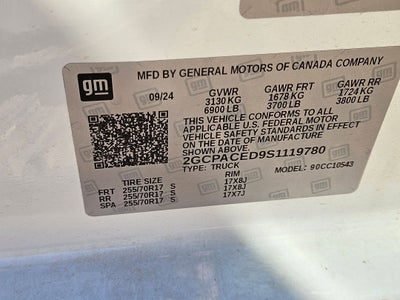 gm
MFD BY GENERAL MOTORS OF CANADA COMPANY
09/24 GVWR GAWR FRT GAWR RR
3130 KG 1678 KG 1724 KG
6900 LB 3700 LB 3800 LB
THIS VEHICLE CONFORMS TO ALL
APPLICABLE U.S. FEDERAL MOTOR
VEHICLE SAFETY STANDARDS IN EFFECT
ON THE DATE OF MANUFACTURE SHOWN ABOVE.
2GCPACED9S1119780
TYPE: TRUCK MODEL: 90CC10543
TIRE SIZE RIM
FRT 255/70R17 S 17X8J
RR 255/70R17 S 17X8J
SPA 255/70R17 S 17X7J